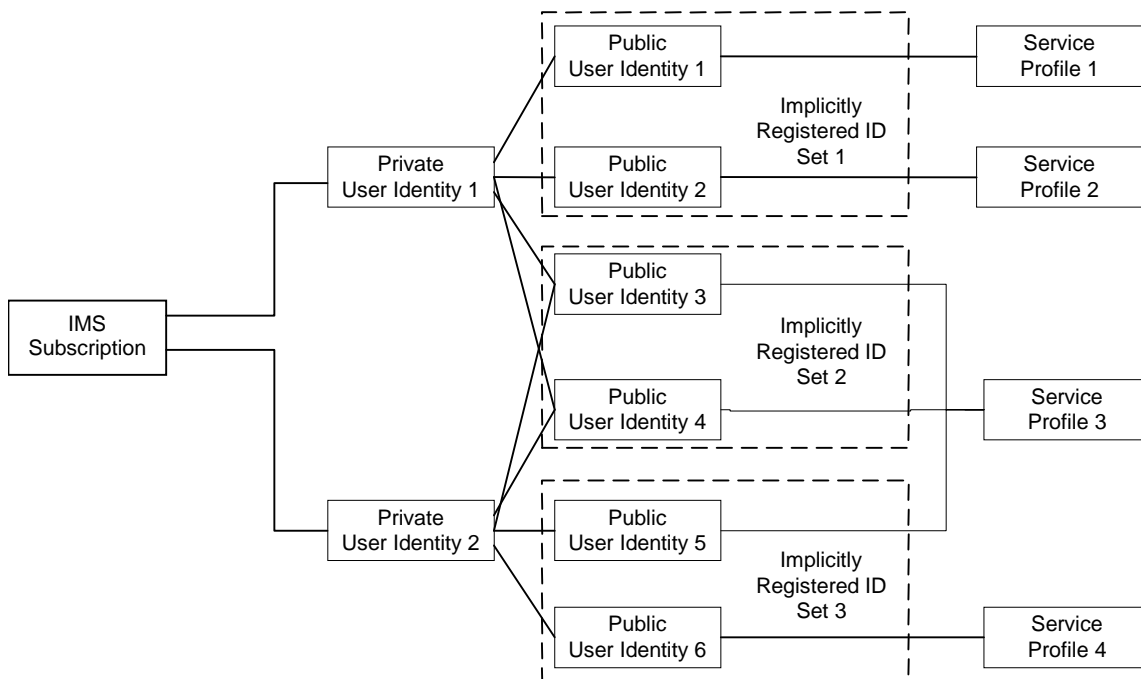 Public
User Identity 1
Service
Profile 1
Implicitly
Registered ID
Set 1
Private
User Identity 1
Public
User Identity 2
Service
Profile 2
Public
User Identity 3
IMS
Subscription
Implicitly
Registered ID
Set 2
Public
User Identity 4
Service
Profile 3
Private
User Identity 2
Public
User Identity 5
Implicitly
Registered ID
Set 3
Public
User Identity 6
Service
Profile 4